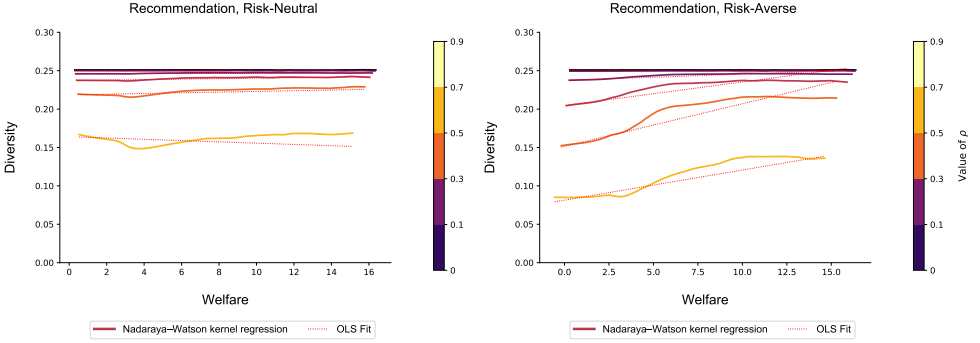 Recommendation, Risk-Neutral
Diversity
0.30
0.25
0.20
0.15
0.10
0.05
0.00
0 2 4 6 8 10 12 14 16
Welfare
0.9
0.7
0.5
0.3
0.1
0
Nadaraya–Watson kernel regression OLS Fit
Recommendation, Risk-Averse
Diversity
0.30
0.25
0.20
0.15
0.10
0.05
0.00
0.0 2.5 5.0 7.5 10.0 12.5 15.0
Welfare
0.9
0.7
0.5
0.3
0.1
0
Value of ρ
Nadaraya–Watson kernel regression OLS Fit